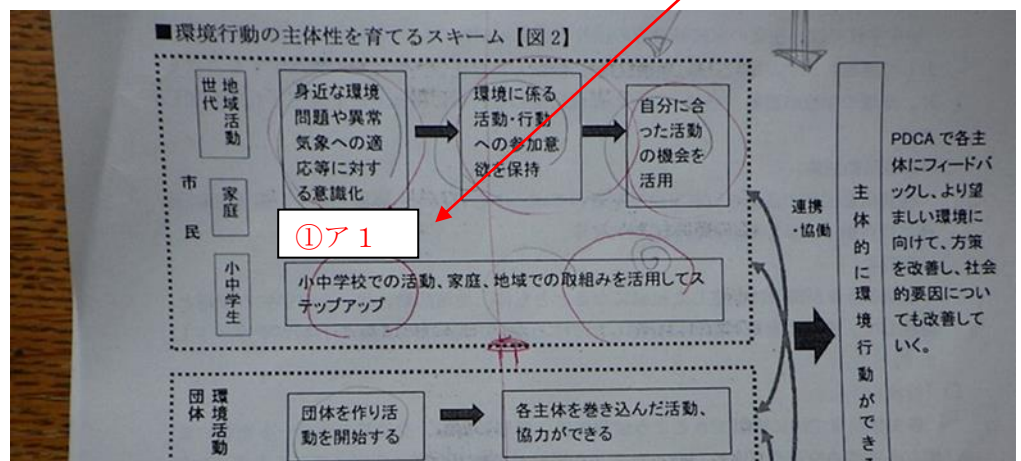 ■環境行動の主体性を育てるスキーム【図2】
地域活動
世代
身近な環境
問題や異常
気象への適
応等に対す
る意識化
環境に係る
活動・行動
への参加意
欲を保持
自分に合
った活動
の機会を
活用
市民
家庭
①ア１
小中学生
小中学校での活動、家庭、地域での取組みを活用してス
テップアップ
連携
・協働
主体的に環境行動ができ
PDCAで各主
体にフィードバ
ックし、より望
ましい環境に
向けて、方策
を改善し、社会
的要因につい
ても改善して
いく。
環境活動
団体
団体を作り活
動を開始する
各主体を巻き込んだ活動、
協力ができる